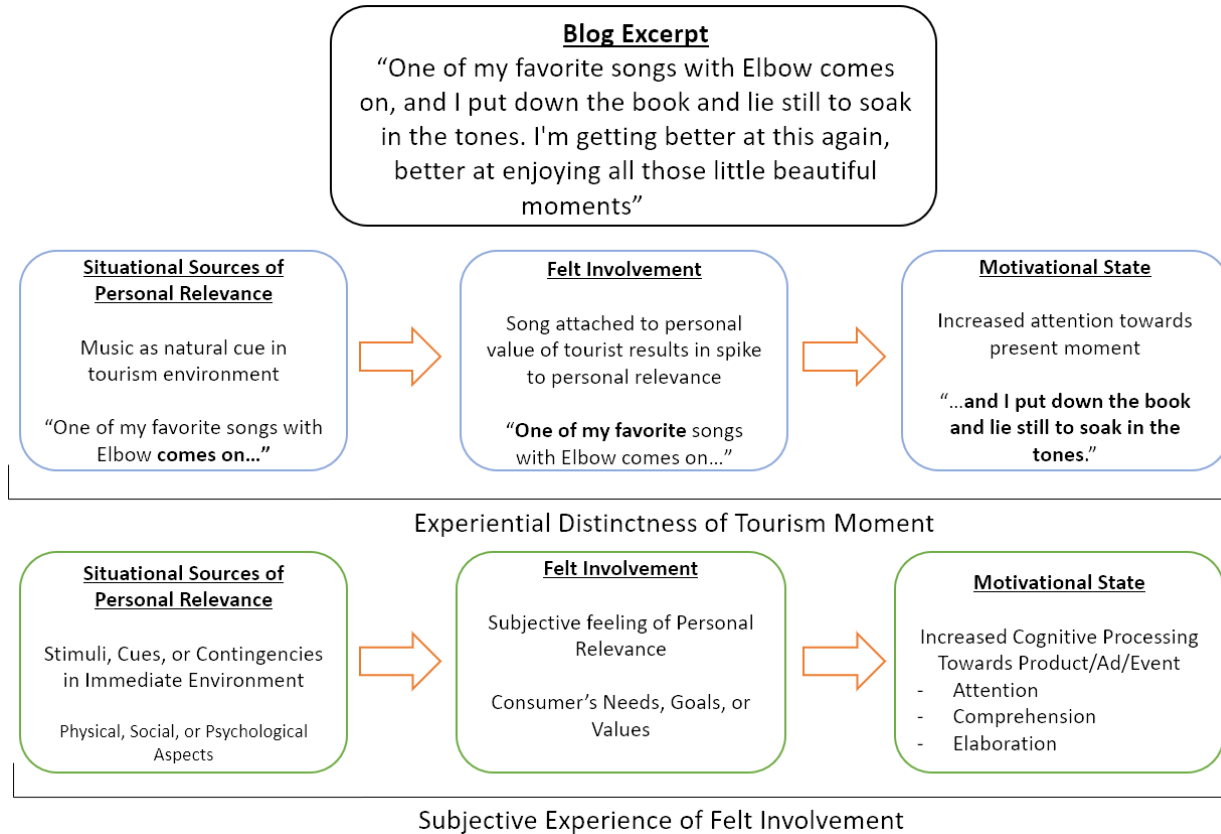 Blog Excerpt
“One of my favorite songs with Elbow comes
on, and I put down the book and lie still to soak
in the tones. I'm getting better at this again,
better at enjoying all those little beautiful
moments”
Situational Sources of
Personal Relevance
Music as natural cue in
tourism environment
“One of my favorite songs with
Elbow comes on…”
Felt Involvement
Song attached to personal
value of tourist results in spike
to personal relevance
“One of my favorite songs
with Elbow comes on…”
Motivational State
Increased attention towards
present moment
“…and I put down the book
and lie still to soak in the
tones.”
Experiential Distinctness of Tourism Moment
Situational Sources of
Personal Relevance
Stimuli, Cues, or Contingencies
in Immediate Environment
Physical, Social, or Psychological
Aspects
Felt Involvement
Subjective feeling of Personal
Relevance
Consumer’s Needs, Goals, or
Values
Motivational State
Increased Cognitive Processing
Towards Product/Ad/Event
- Attention
- Comprehension
- Elaboration
Subjective Experience of Felt Involvement